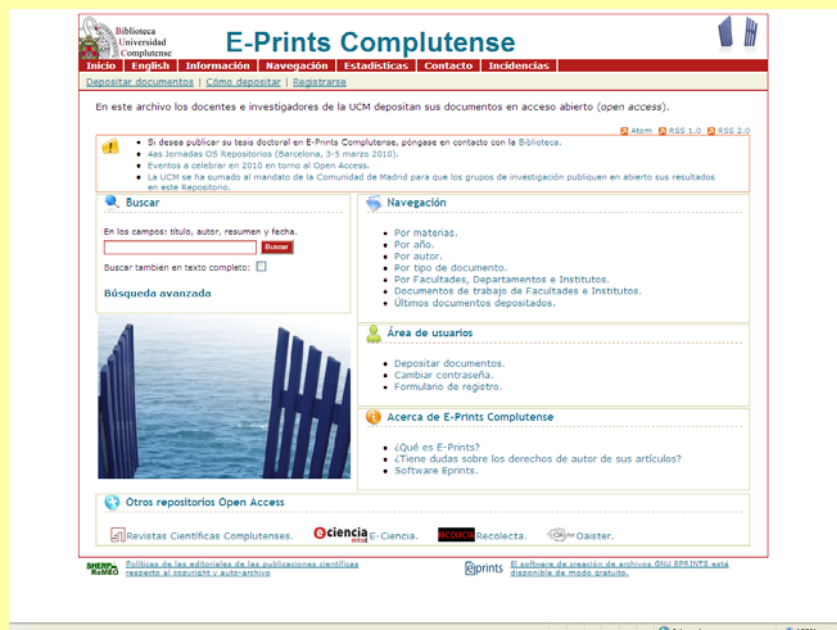 Biblioteca
Universidad
Complutense
E-Prints Complutense
Inicio | English | Información | Navegación | Estadísticas | Contacto | Incidencias
Depositar documentos | Cómo depositar | Registrarse
En este archivo los docentes e investigadores de la UCM depositan sus documentos en acceso abierto (open access).
Atom RSS 1.0 RSS 2.0
Si desea publicar su tesis doctoral en E-Prints Complutense, póngase en contacto con la Biblioteca.
4as Jornadas OS Repositorios (Barcelona, 3-5 marzo 2010).
Eventos a celebrar en 2010 en torno al Open Access.
La UCM se ha sumado al mandato de la Comunidad de Madrid para que los grupos de investigación publiquen en abierto sus resultados
en este Repositorio.
Buscar
En los campos: título, autor, resumen y fecha.
Buscar
Buscar también en texto completo:
Búsqueda avanzada
Navegación
Por materias.
Por año.
Por autor.
Por tipo de documento.
Por Facultades, Departamentos e Institutos.
Documentos de trabajo de Facultades e Institutos.
Últimos documentos depositados.
Área de usuarios
Depositar documentos.
Cambiar contraseña.
Formulario de registro.
Acerca de E-Prints Complutense
¿Qué es E-Prints?
¿Tiene dudas sobre los derechos de autor de sus artículos?
Software Eprints.
Otros repositorios Open Access
Revistas Científicas Complutenses. eciencia E-Ciencia. RECOLECTA Recolecta. Oaister.
SHERPA RoMEO Políticas de las editoriales de las publicaciones científicas
respecto al copyright y auto-archivo
eprints El software de creación de archivos GNU EPRINTS está
disponible de modo gratuito.